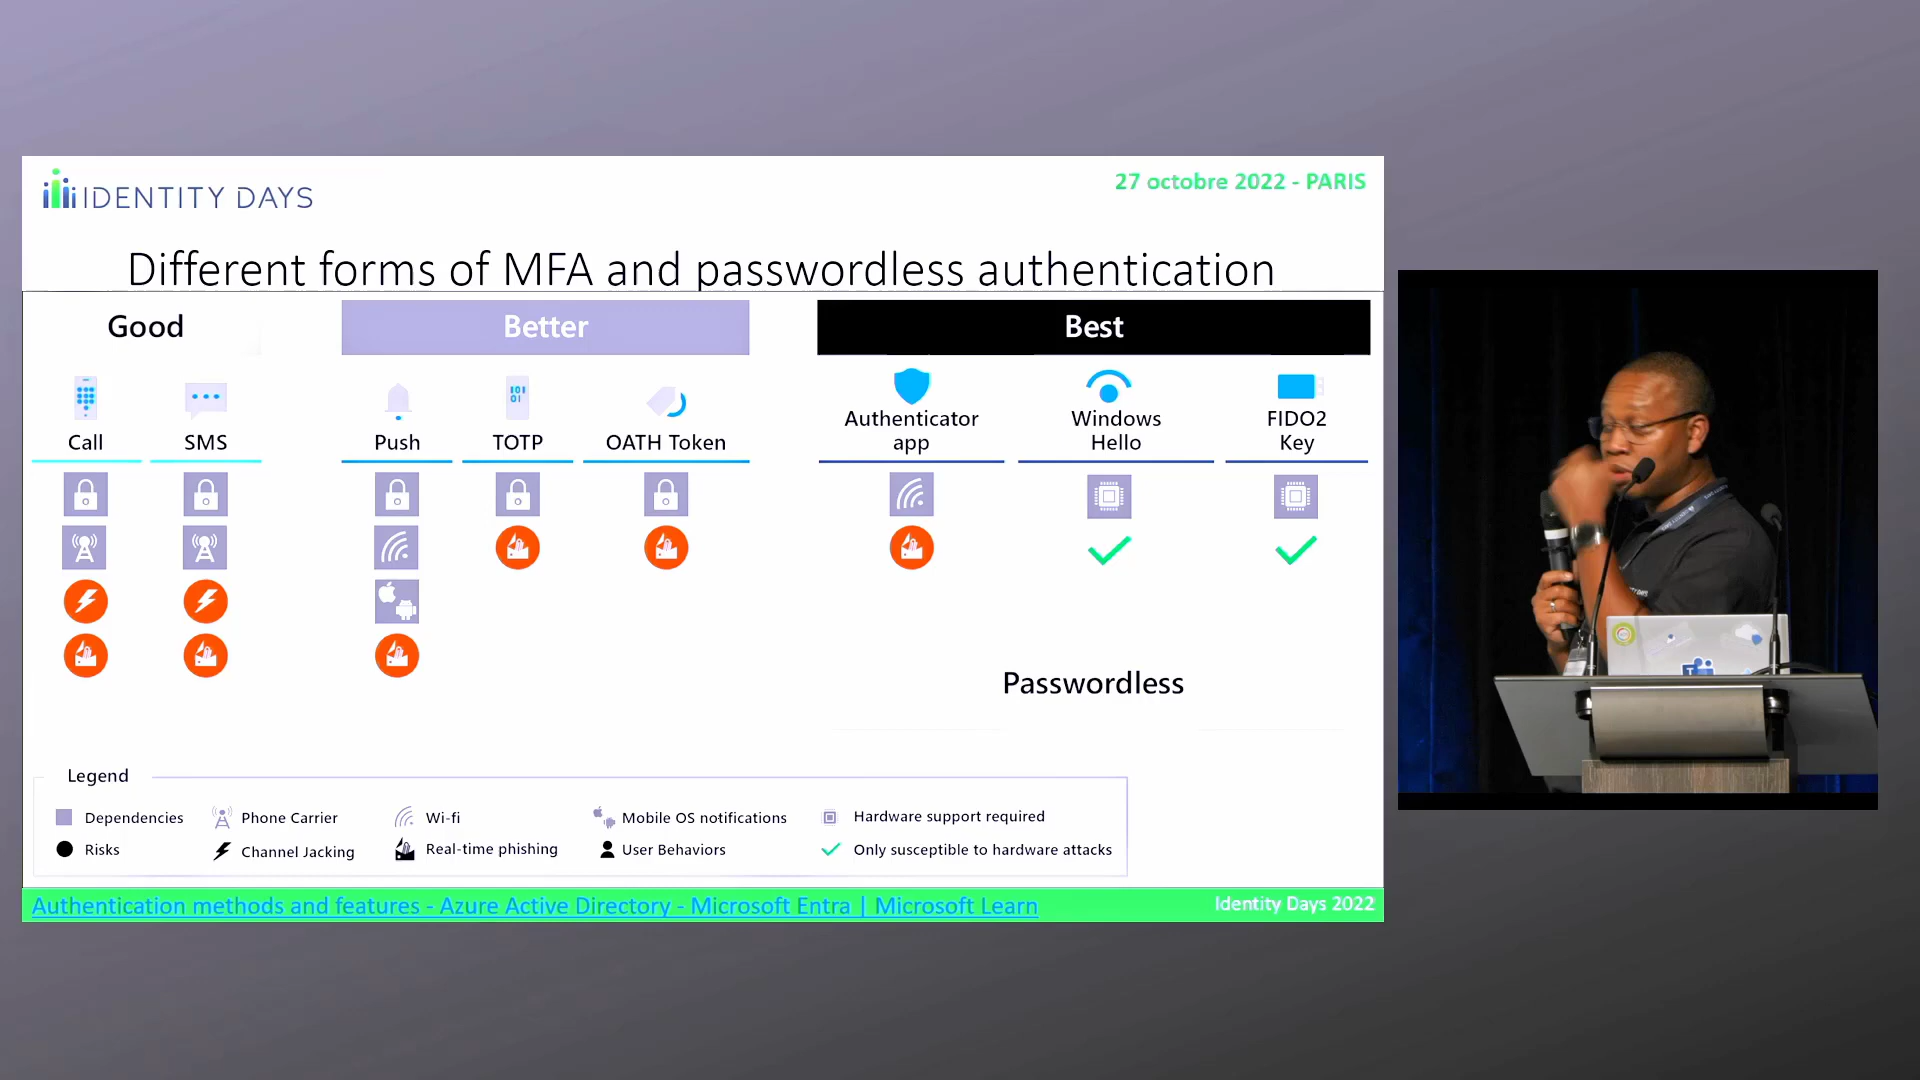 IDENTITY DAYS
27 octobre 2022 - PARIS
Different forms of MFA and passwordless authentication
Good
Better
Best
Call
SMS
Push
TOTP
OATH Token
Authenticator
app
Windows
Hello
FIDO2
Key
Passwordless
Legend
Dependencies
Phone Carrier
Wi-fi
Mobile OS notifications
Hardware support required
Risks
Channel Jacking
Real-time phishing
User Behaviors
Only susceptible to hardware attacks
Authentication methods and features - Azure Active Directory - Microsoft Entra | Microsoft Learn
Identity Days 2022